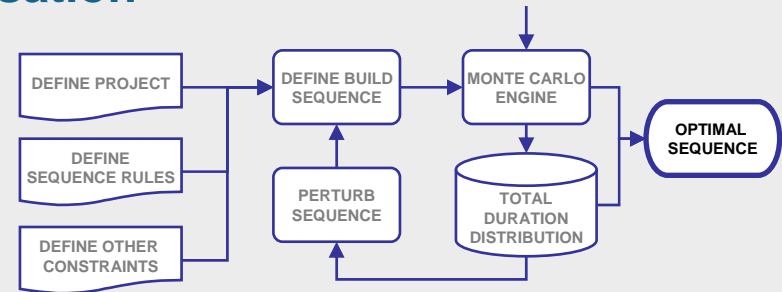 DEFINE PROJECT
DEFINE
SEQUENCE RULES
DEFINE OTHER
CONSTRAINTS
DEFINE BUILD
SEQUENCE
PERTURB
SEQUENCE
MONTE CARLO
ENGINE
TOTAL
DURATION
DISTRIBUTION
OPTIMAL
SEQUENCE